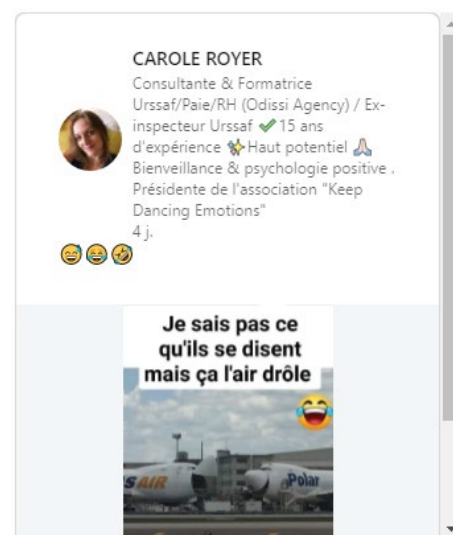 CAROLE ROYER
Consultante & Formatrice
Urssaf/Paie/RH (Odissi Agency) / Ex-
inspecteur Urssaf ✔15 ans
d'expérience ✨Haut potentiel 🙏
Bienveillance & psychologie positive .
Présidente de l'association "Keep
Dancing Emotions"
4 j.
😅😂🤣
Je sais pas ce
qu'ils se disent
mais ça l'air drôle
SAIR
Polar